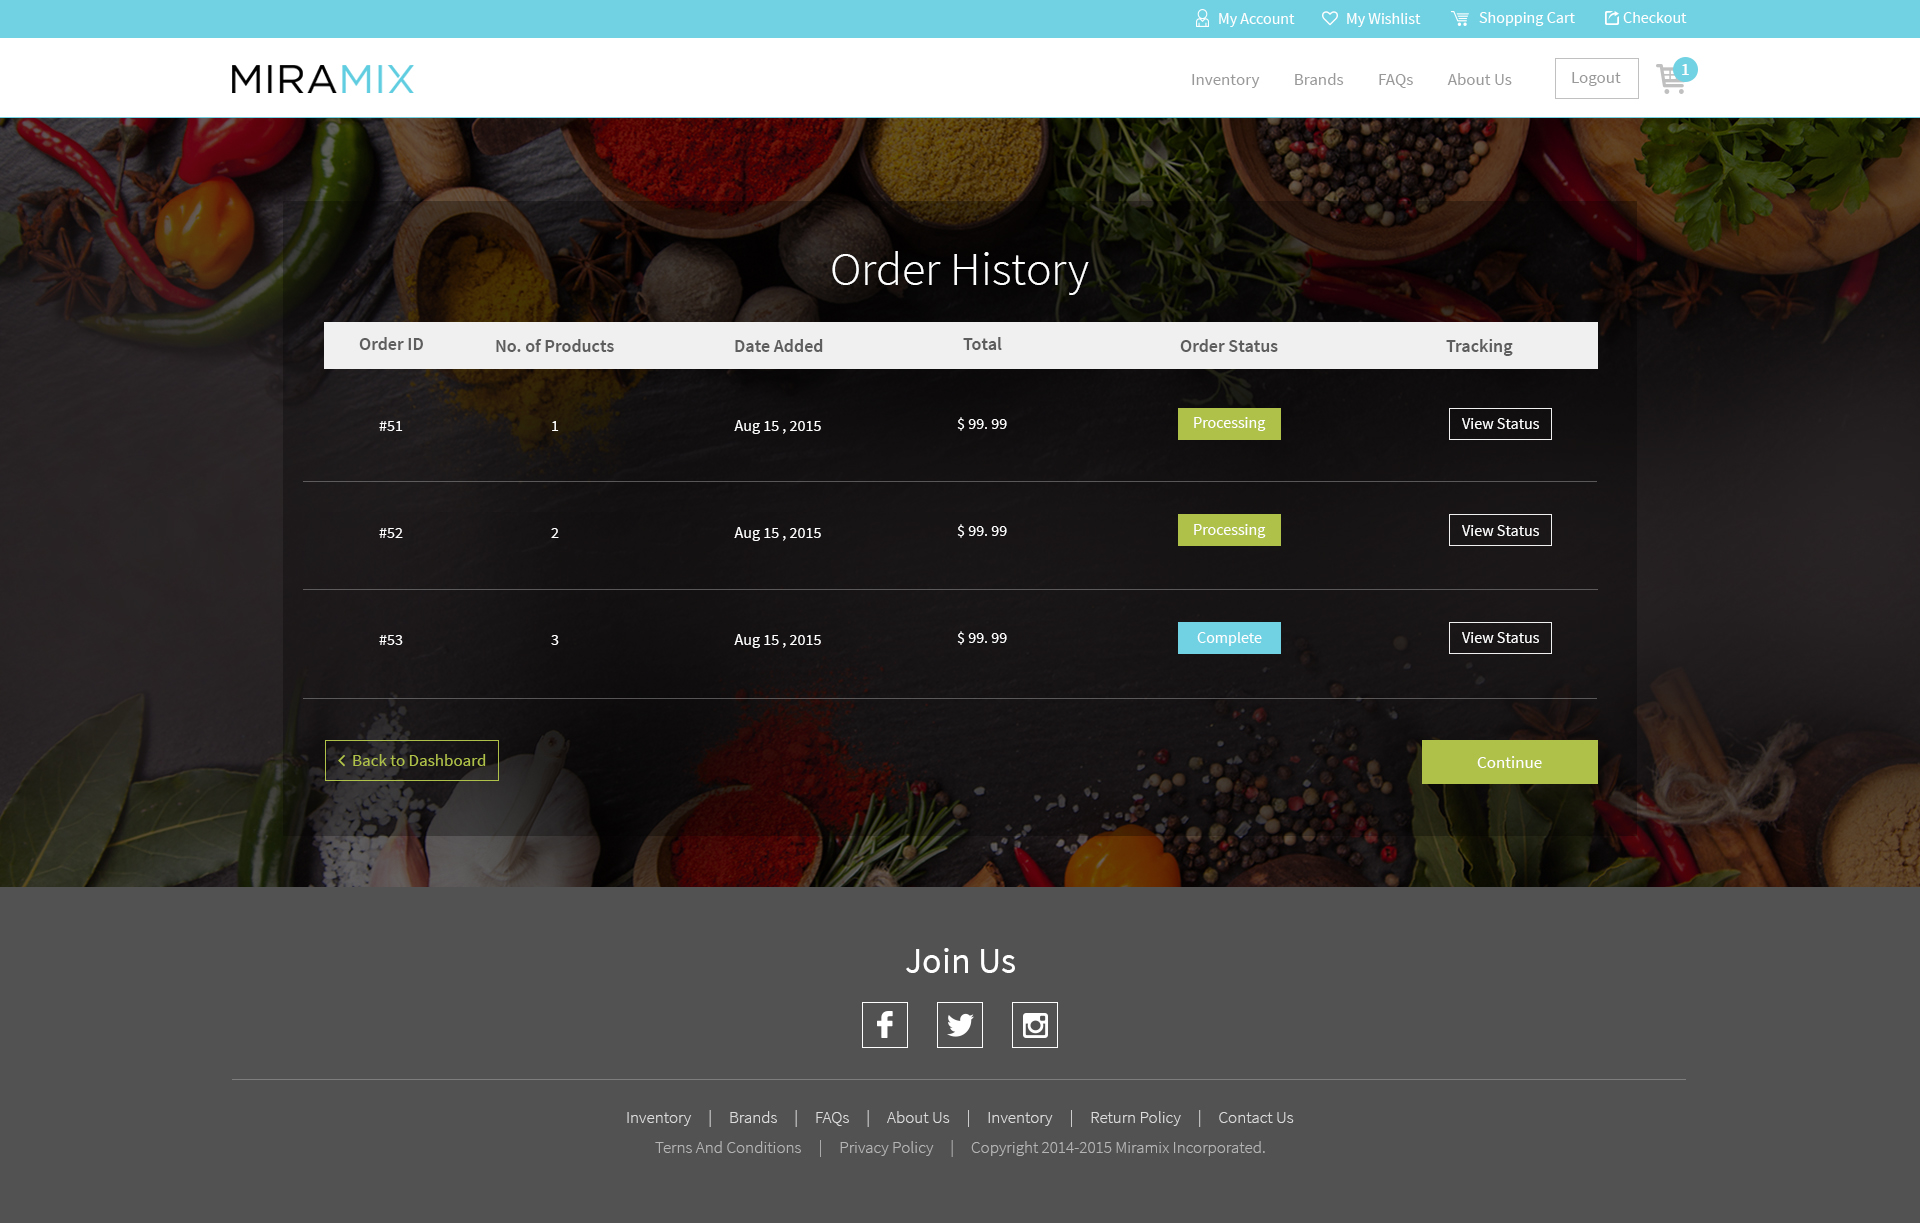 My Account My Wishlist Shopping Cart Checkout
MIRAMIX Inventory Brands FAQs About Us Logout 1
Order History
Order ID No. of Products Date Added Total Order Status Tracking
#51 1 Aug 15 , 2015 $ 99. 99 Processing View Status
#52 2 Aug 15 , 2015 $ 99. 99 Processing View Status
#53 3 Aug 15 , 2015 $ 99. 99 Complete View Status
Back to Dashboard Continue
Join Us
Inventory | Brands | FAQs | About Us | Inventory | Return Policy | Contact Us
Terns And Conditions | Privacy Policy | Copyright 2014-2015 Miramix Incorporated.